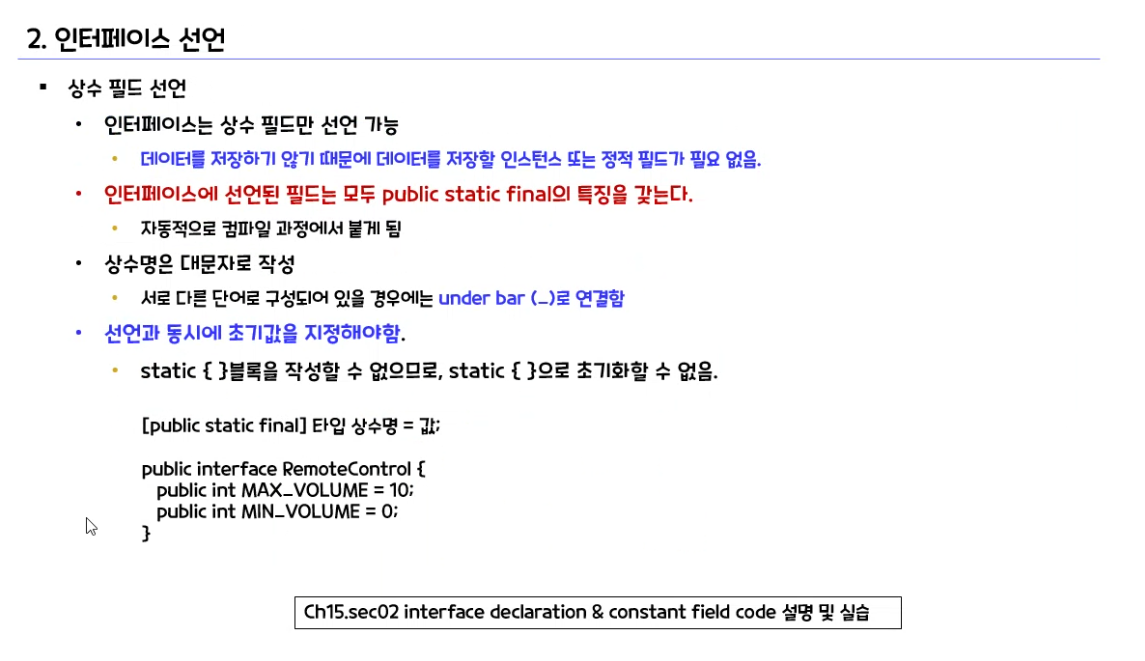 2. 인터페이스 선언
▪ 상수 필드 선언
• 인터페이스는 상수 필드만 선언 가능
• 데이터를 저장하기 않기 때문에 데이터를 저장할 인스턴스 또는 정적 필드가 필요 없음.
• 인터페이스에 선언된 필드는 모두 public static final의 특징을 갖는다.
• 자동적으로 컴파일 과정에서 붙게 됨
• 상수명은 대문자로 작성
• 서로 다른 단어로 구성되어 있을 경우에는 under bar (_)로 연결함
• 선언과 동시에 초기값을 지정해야함.
• static { }블록을 작성할 수 없으므로, static { }으로 초기화할 수 없음.
[public static final] 타입 상수명 = 값;
public interface RemoteControl {
public int MAX_VOLUME = 10;
public int MIN_VOLUME = 0;
}
Ch15.sec02 interface declaration & constant field code 설명 및 실습